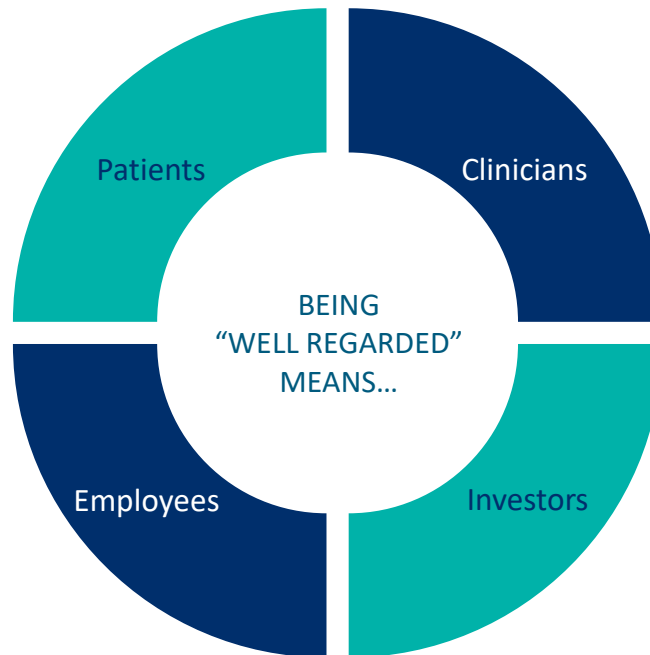 Patients
Clinicians
BEING
“WELL REGARDED”
MEANS…
Employees
Investors